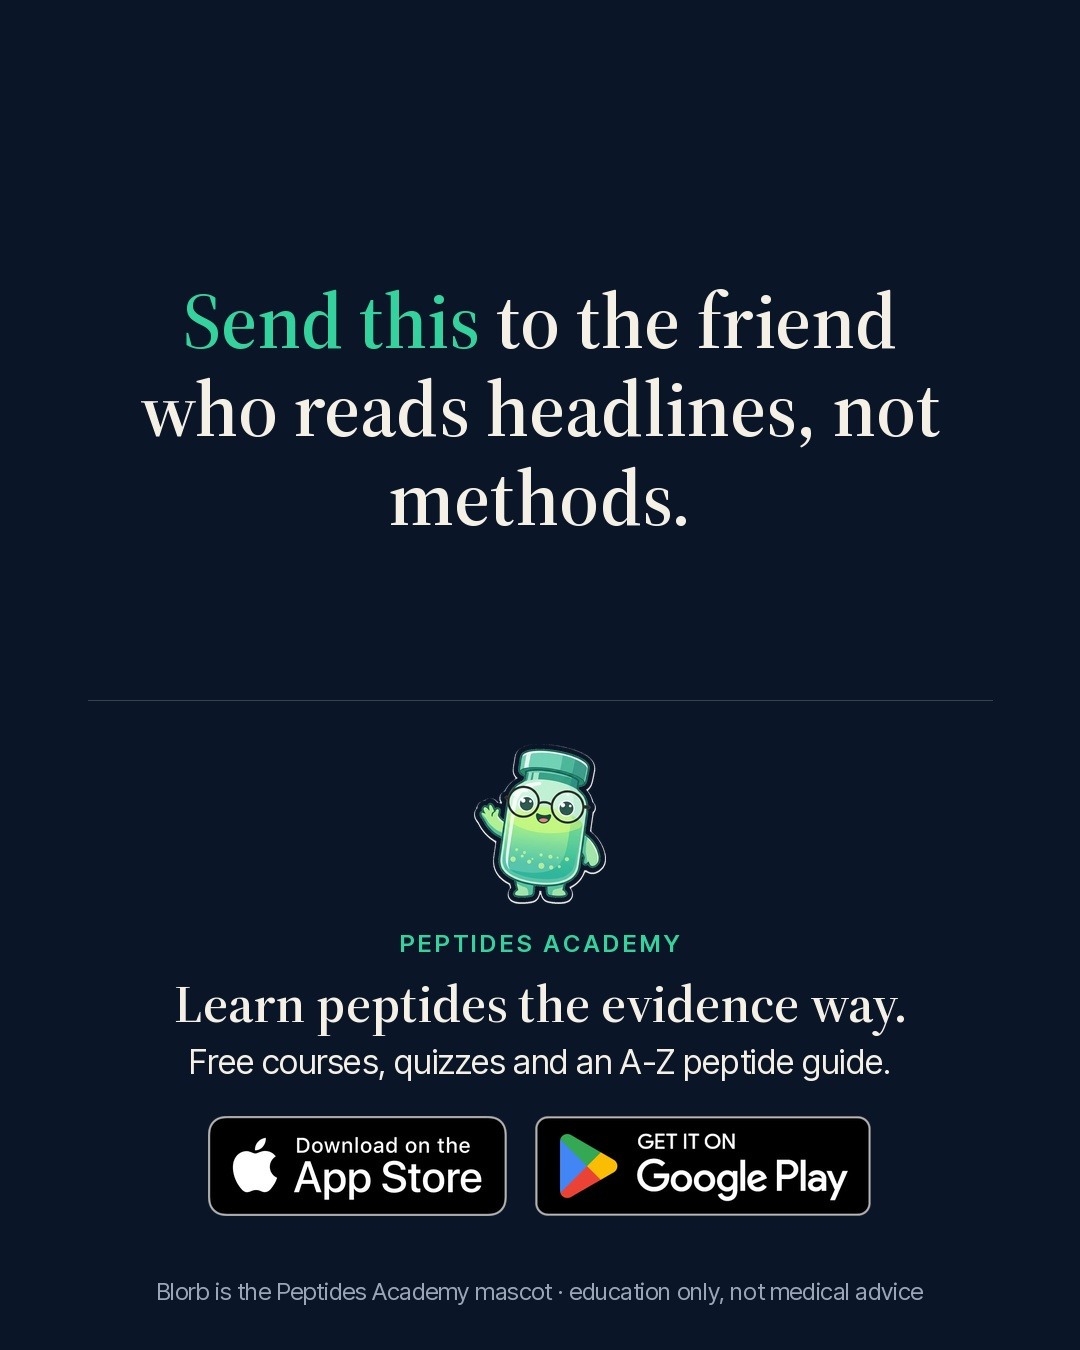 Send this to the friend
who reads headlines, not
methods.
PEPTIDES ACADEMY
Learn peptides the evidence way.
Free courses, quizzes and an A-Z peptide guide.
Download on the
App Store
GET IT ON
Google Play
Blorb is the Peptides Academy mascot · education only, not medical advice